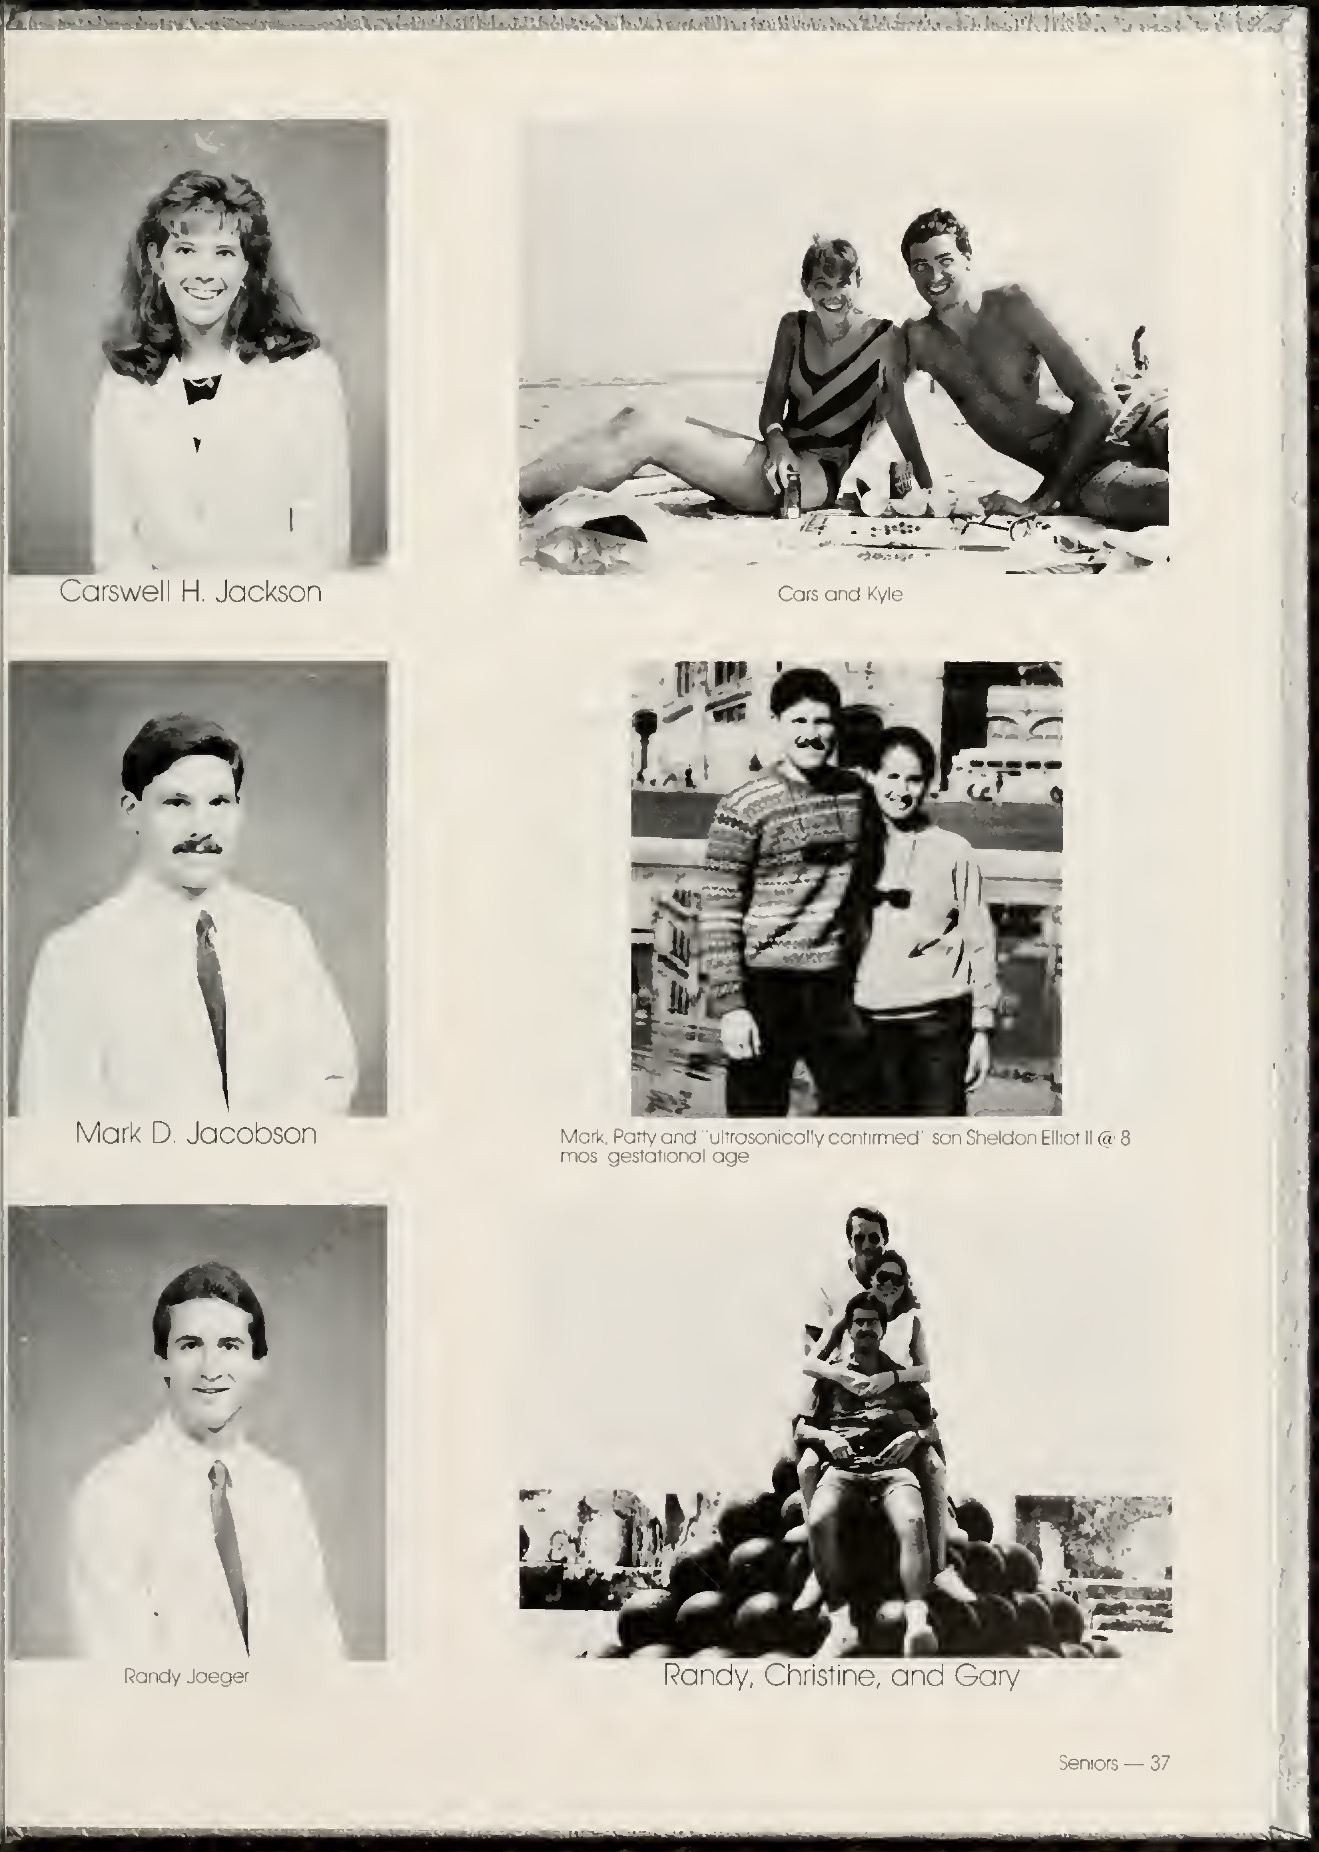 Carswell H. Jackson
Cars and Kyle
Mark D. Jacobson
Mark, Patty and "ultrasonically confirmed" son Sheldon Elliot II @ 8
mos gestational age
Randy Jaeger
Randy, Christine, and Gary
Seniors — 37